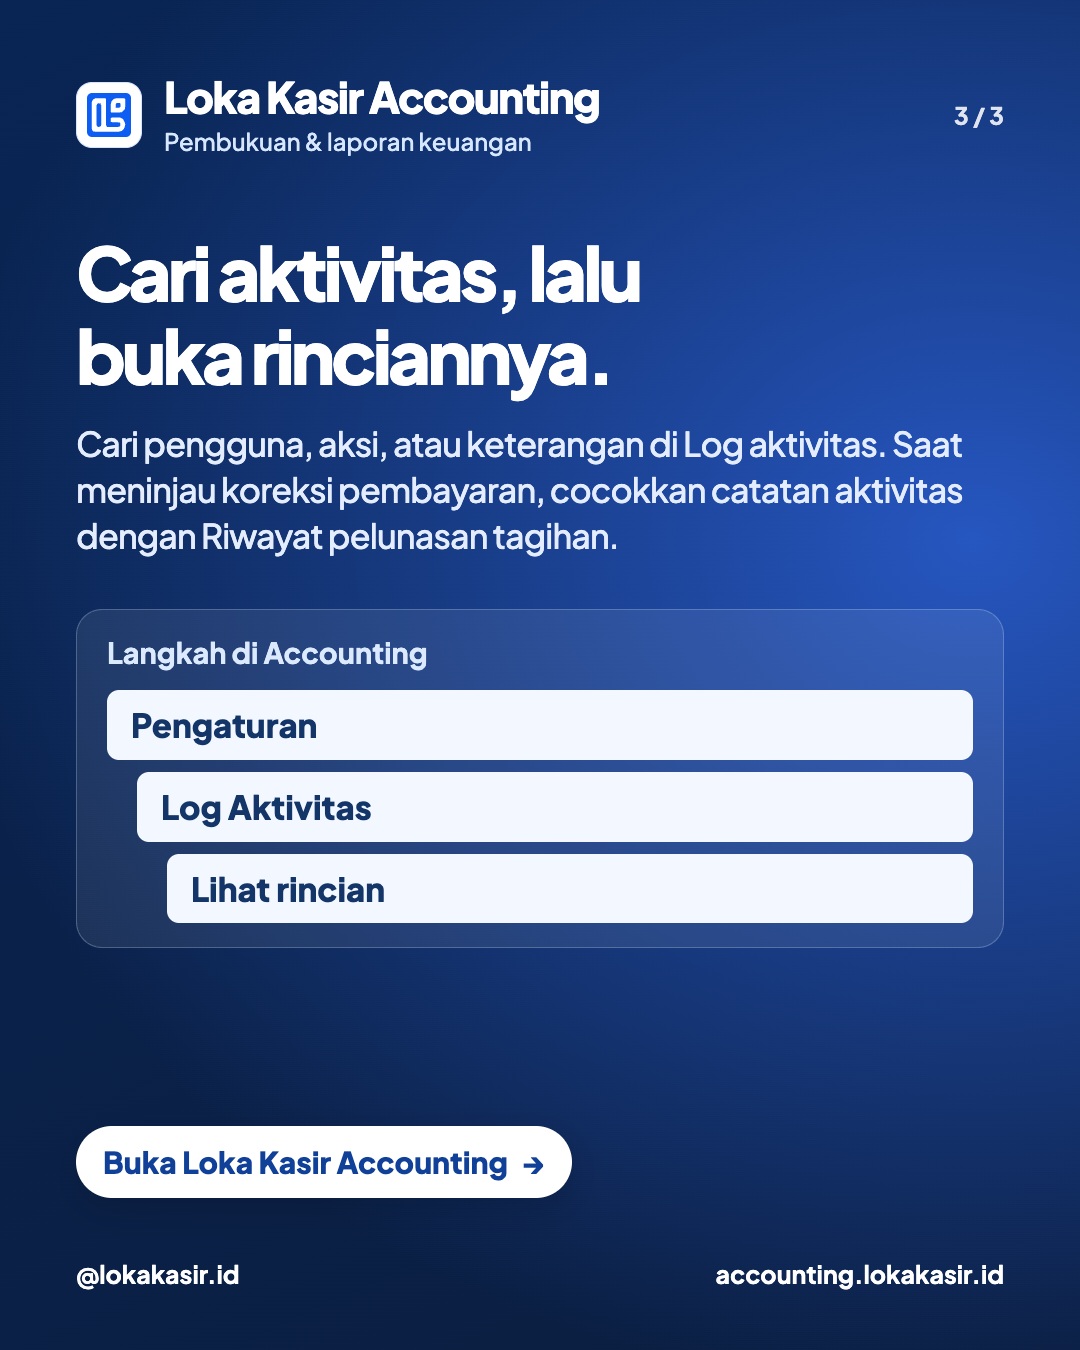 Loka Kasir Accounting
Pembukuan & laporan keuangan
3 / 3
Cari aktivitas, lalu
buka rinciannya.
Cari pengguna, aksi, atau keterangan di Log aktivitas. Saat
meninjau koreksi pembayaran, cocokkan catatan aktivitas
dengan Riwayat pelunasan tagihan.
Langkah di Accounting
Pengaturan
Log Aktivitas
Lihat rincian
Buka Loka Kasir Accounting →
@lokakasir.id
accounting.lokakasir.id